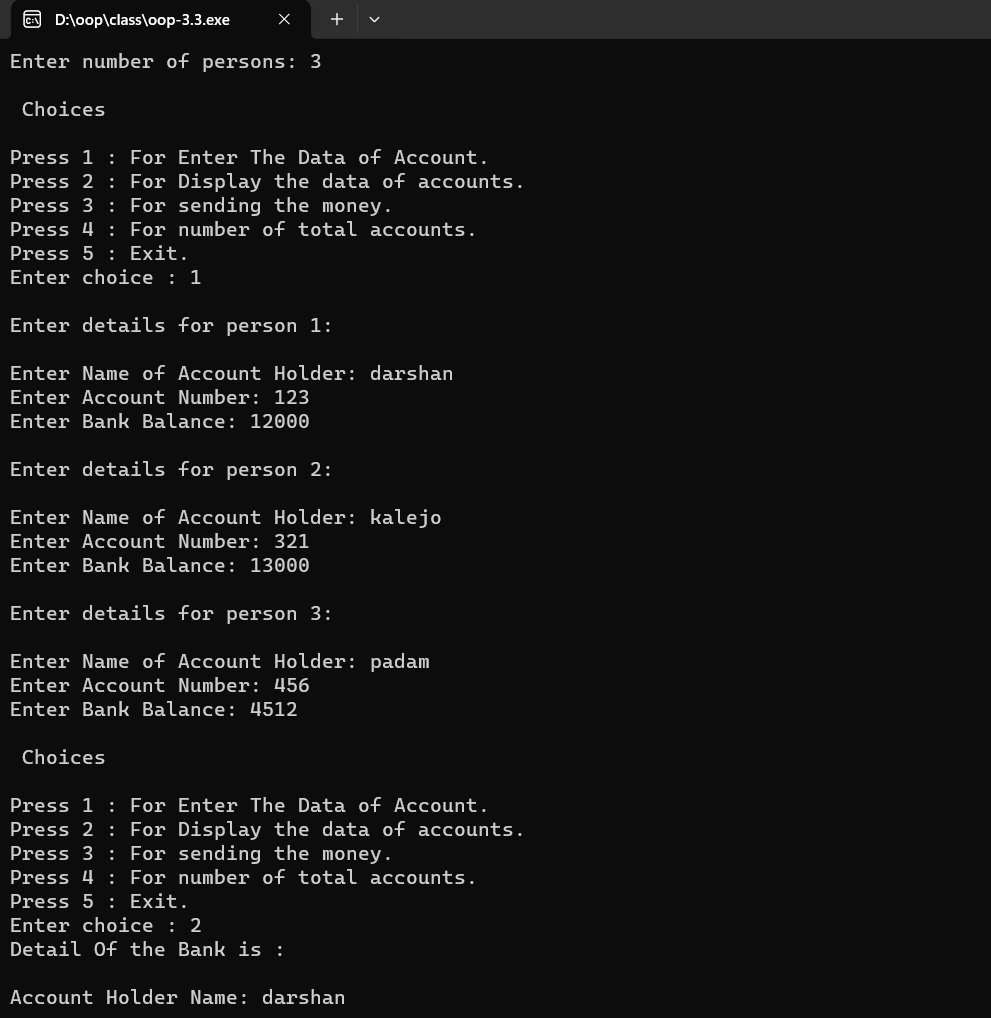 D:\oop\class\oop-3.3.exe
Enter number of persons: 3
Choices
Press 1 : For Enter The Data of Account.
Press 2 : For Display the data of accounts.
Press 3 : For sending the money.
Press 4 : For number of total accounts.
Press 5 : Exit.
Enter choice : 1
Enter details for person 1:
Enter Name of Account Holder: darshan
Enter Account Number: 123
Enter Bank Balance: 12000
Enter details for person 2:
Enter Name of Account Holder: kalejo
Enter Account Number: 321
Enter Bank Balance: 13000
Enter details for person 3:
Enter Name of Account Holder: padam
Enter Account Number: 456
Enter Bank Balance: 4512
Choices
Press 1 : For Enter The Data of Account.
Press 2 : For Display the data of accounts.
Press 3 : For sending the money.
Press 4 : For number of total accounts.
Press 5 : Exit.
Enter choice : 2
Detail Of the Bank is :
Account Holder Name: darshan